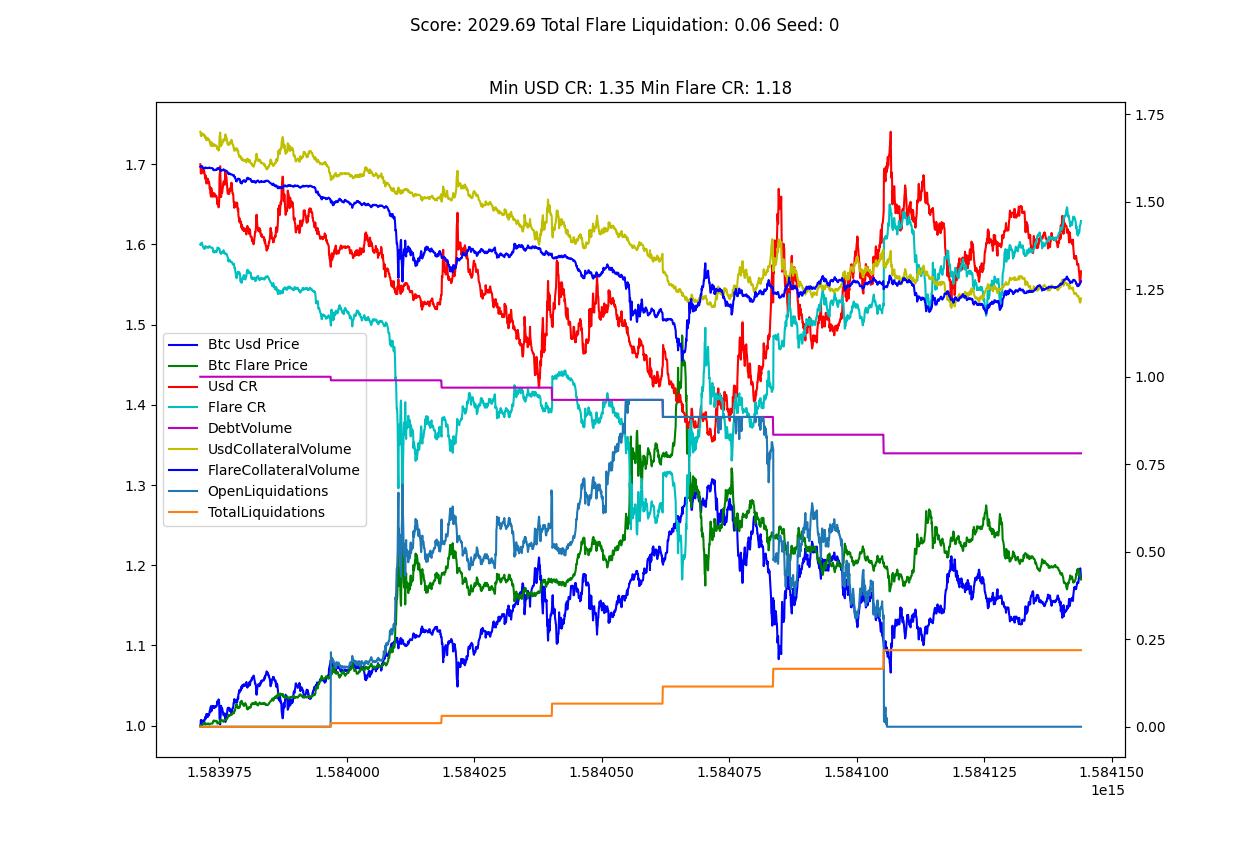 Score: 2029.69 Total Flare Liquidation: 0.06 Seed: 0
Min USD CR: 1.35 Min Flare CR: 1.18
1.7
1.6
1.5
1.4
1.3
1.2
1.1
1.0
Btc Usd Price
Btc Flare Price
Usd CR
Flare CR
DebtVolume
UsdCollateralVolume
FlareCollateralVolume
OpenLiquidations
TotalLiquidations
1.75
1.50
1.25
1.00
0.75
0.50
0.25
0.00
1.583975 1.584000 1.584025 1.584050 1.584075 1.584100 1.584125 1.584150
1e15